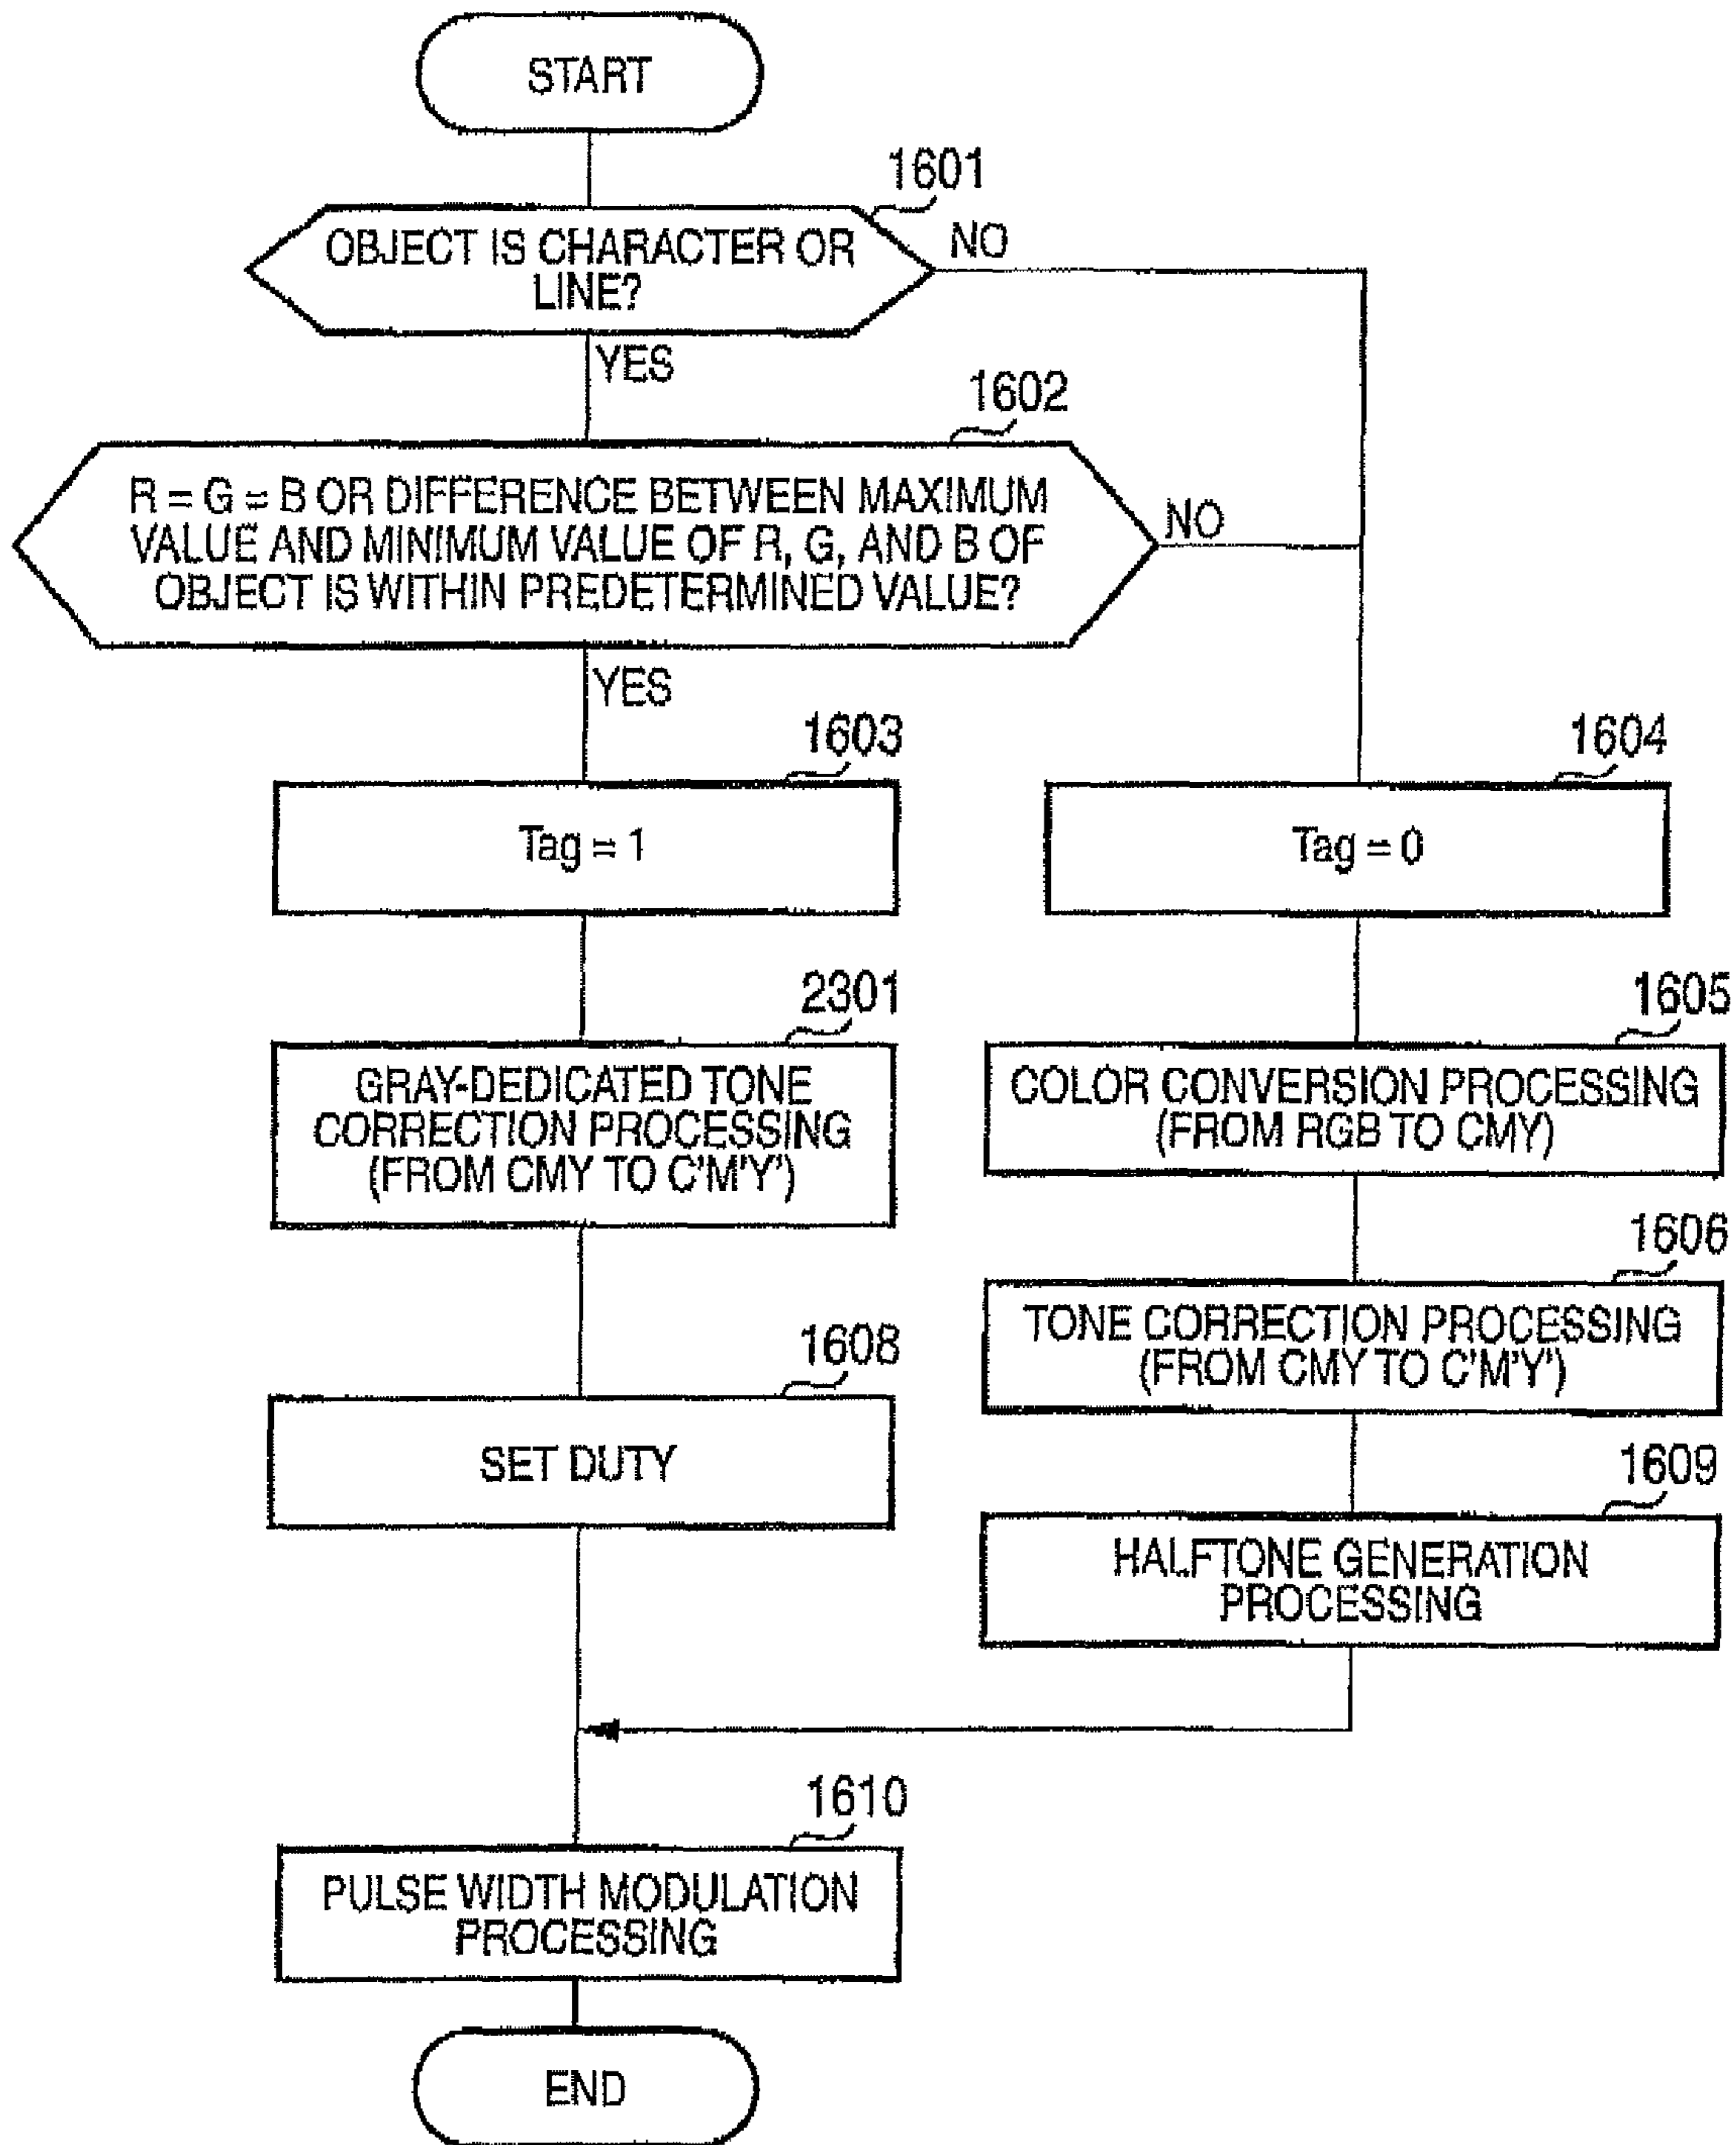 START
1601
OBJECT IS CHARACTER OR
LINE?
NO
YES
1602
R = G = B OR DIFFERENCE BETWEEN MAXIMUM
VALUE AND MINIMUM VALUE OF R, G, AND B OF
OBJECT IS WITHIN PREDETERMINED VALUE?
NO
YES
1603
Tag = 1
1604
Tag = 0
2301
GRAY-DEDICATED TONE
CORRECTION PROCESSING
(FROM CMY TO C'M'Y')
1605
COLOR CONVERSION PROCESSING
(FROM RGB TO CMY)
1606
TONE CORRECTION PROCESSING
(FROM CMY TO C'M'Y')
1608
SET DUTY
1609
HALFTONE GENERATION
PROCESSING
1610
PULSE WIDTH MODULATION
PROCESSING
END